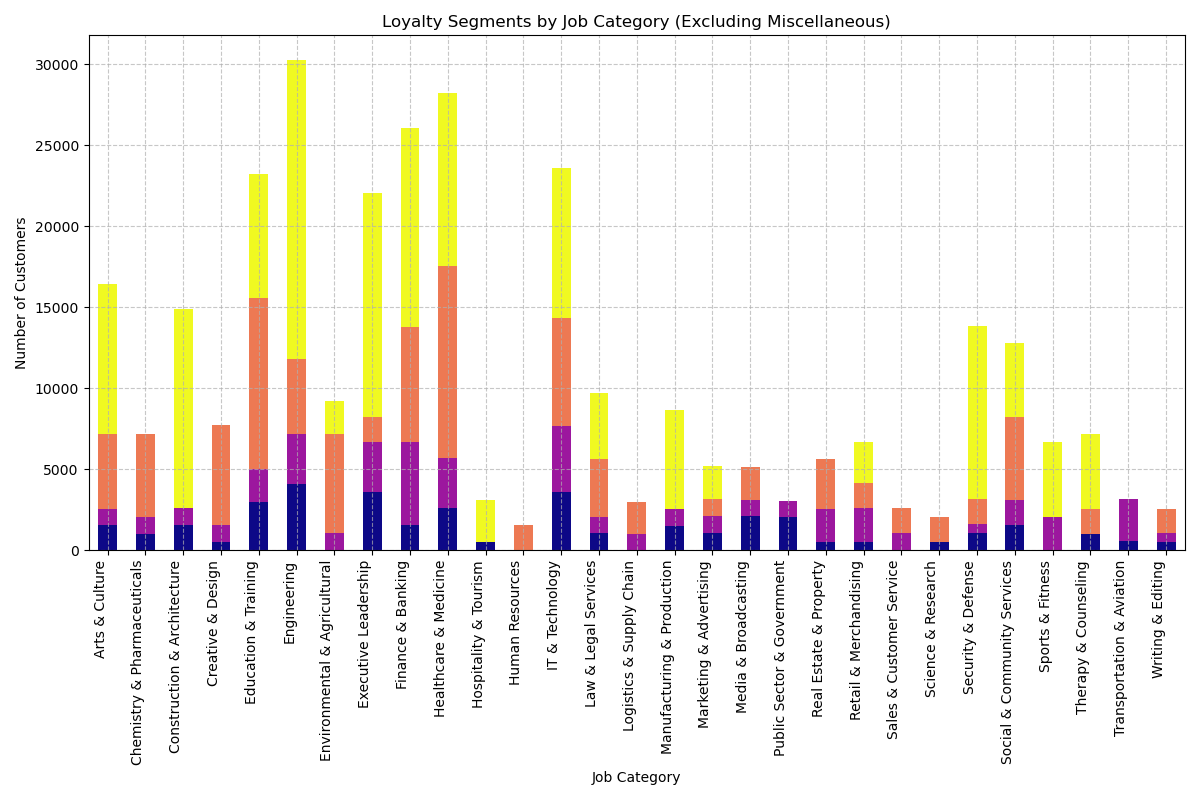 Loyalty Segments by Job Category (Excluding Miscellaneous)
Number of Customers
30000
25000
20000
15000
10000
5000
0
Arts & Culture
Chemistry & Pharmaceuticals
Construction & Architecture
Creative & Design
Education & Training
Engineering
Environmental & Agricultural
Executive Leadership
Finance & Banking
Healthcare & Medicine
Hospitality & Tourism
Human Resources
IT & Technology
Law & Legal Services
Logistics & Supply Chain
Manufacturing & Production
Marketing & Advertising
Media & Broadcasting
Public Sector & Government
Real Estate & Property
Retail & Merchandising
Sales & Customer Service
Science & Research
Security & Defense
Social & Community Services
Sports & Fitness
Therapy & Counseling
Transportation & Aviation
Writing & Editing
Job Category